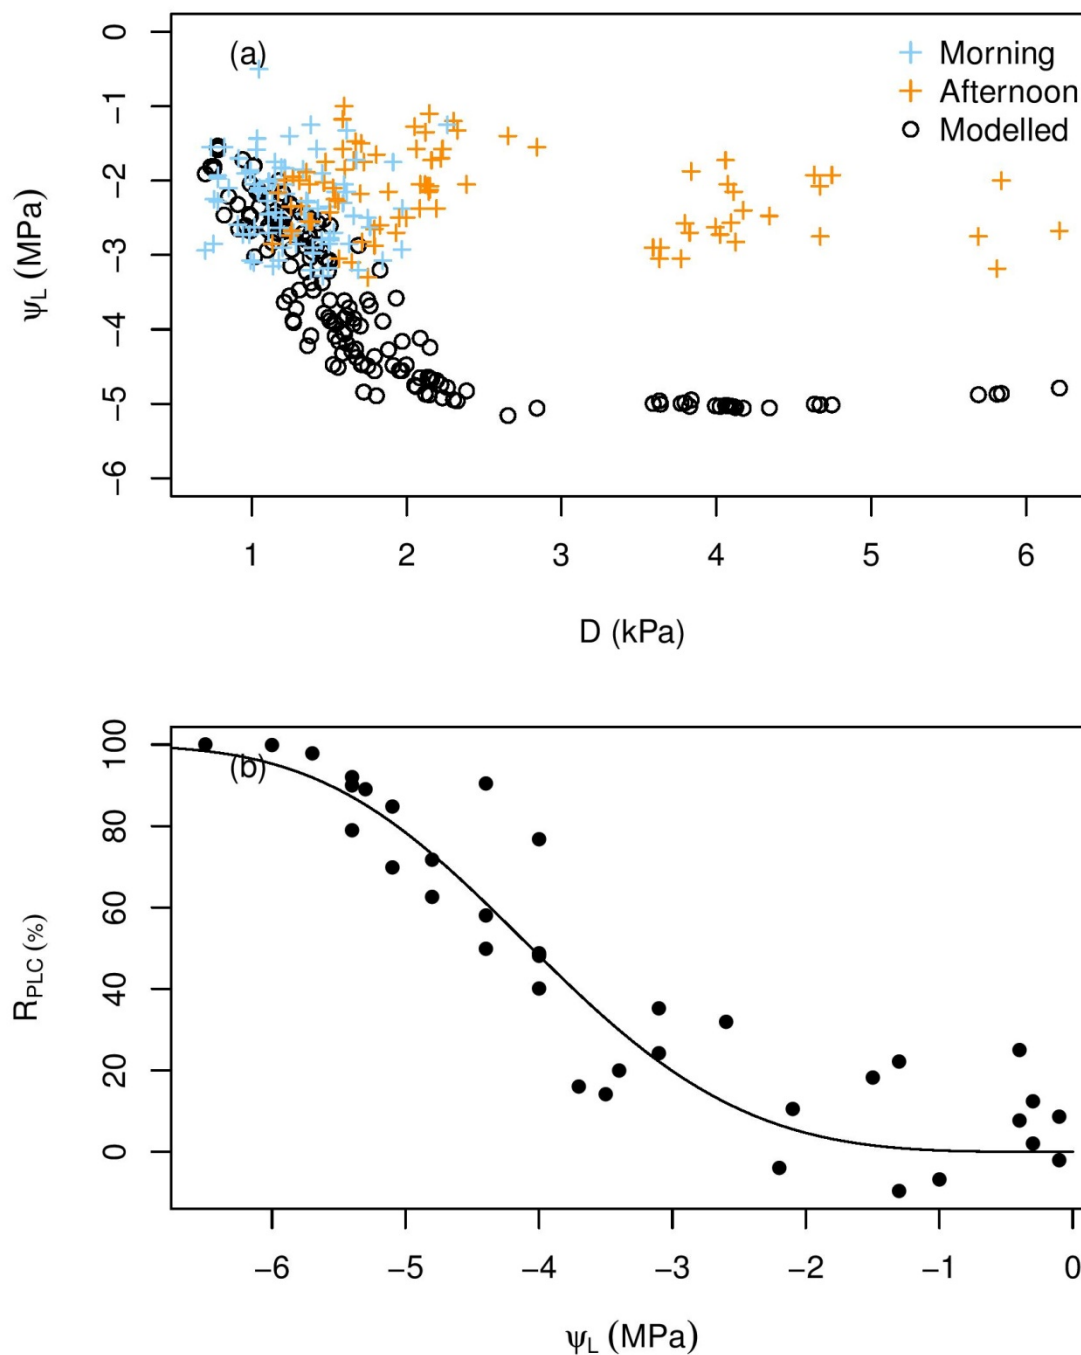 (a)
Morning
Afternoon
Modelled
ψL (MPa)
0
−1
−2
−3
−4
−5
−6
1 2 3 4 5 6
D (kPa)
(b)
RPLC (%)
100
80
60
40
20
0
−6 −5 −4 −3 −2 −1 0
ψL (MPa)